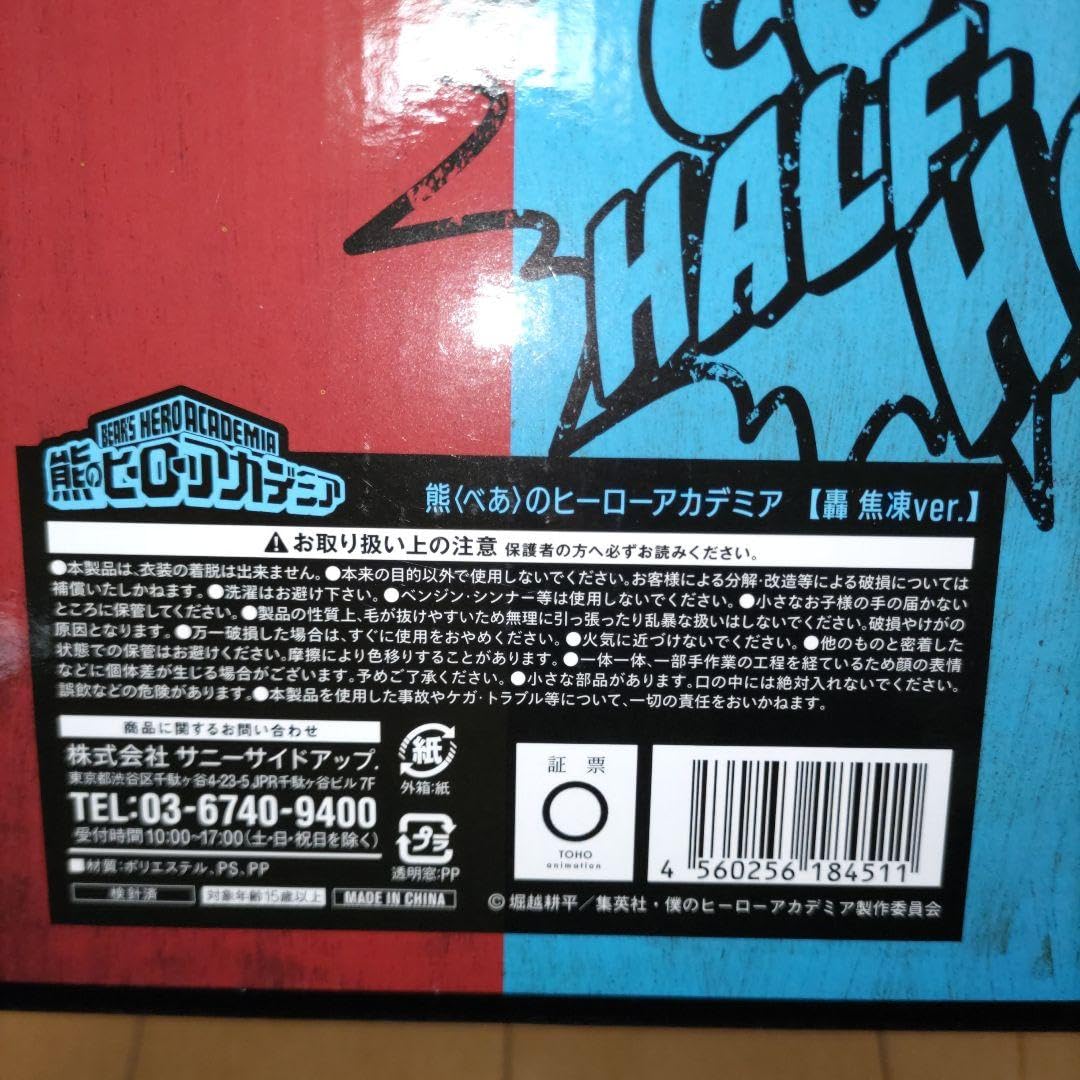 HALF.
BEAR'S HERO ACADEMIA
熊のヒーローアカデミア
熊〈べあ〉のヒーローアカデミア 【轟 焦凍ver.】
⚠お取り扱い上の注意 保護者の方へ必ずお読みください。
●本製品は、衣装の着脱は出来ません。●本来の目的以外で使用しないでください。お客様による分解・改造等による破損については
補償いたしかねます。●洗濯はお避け下さい。●ベンジン・シンナー等は使用しないでください。●小さなお子様の手の届かない
ところに保管してください。●製品の性質上、毛が抜けやすいため無理に引っ張ったり乱暴な扱いはしないでください。破損やけがの
原因となります。●万一破損した場合は、すぐに使用をおやめください。●火気に近づけないでください。●他のものと密着した
状態での保管はお避けください。摩擦により色移りすることがあります。●一体一体、一部手作業の工程を経ているため顔の表情
などに個体差が生じる場合がございます。予めご了承ください。●小さな部品があります。口の中には絶対入れないでください。
誤飲などの危険があります。●本製品を使用した事故やケガ・トラブル等について、一切の責任をおいかねます。
商品に関するお問い合わせ
株式会社 サニーサイドアップ.
東京都渋谷区千駄ヶ谷4-23-5 JPR千駄ヶ谷ビル 7F
TEL:03-6740-9400
受付時間10:00~17:00(土・日・祝日を除く)
■材質:ポリエステル、PS、PP
検針済 対象年齢15歳以上 MADE IN CHINA
紙
外箱:紙
プラ
透明窓:PP
証票
TOHO
animation
4 560256 184511
©堀越耕平/集英社・僕のヒーローアカデミア製作委員会